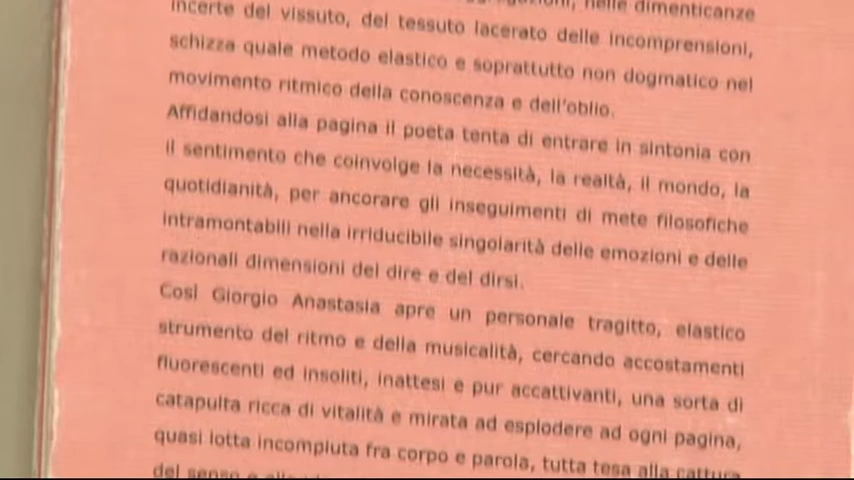 nelle dimenticanze
incerte del vissuto, del tessuto lacerato delle incomprensioni,
schizza quale metodo elastico e soprattutto non dogmatico nel
movimento ritmico della conoscenza e dell'oblio.
Affidandosi alla pagina il poeta tenta di entrare in sintonia con
il sentimento che coinvolge la necessità, la realtà, il mondo, la
quotidianità, per ancorare gli inseguimenti di mete filosofiche
intramontabili nella irriducibile singolarità delle emozioni e delle
razionali dimensioni del dire e del dirsi.
Così Giorgio Anastasia apre un personale tragitto, elastico
strumento del ritmo e della musicalità, cercando accostamenti
fluorescenti ed insoliti, inattesi e pur accattivanti, una sorta di
catapulta ricca di vitalità e mirata ad esplodere ad ogni pagina,
quasi lotta incompiuta fra corpo e parola, tutta tesa alla cattura
del senso e